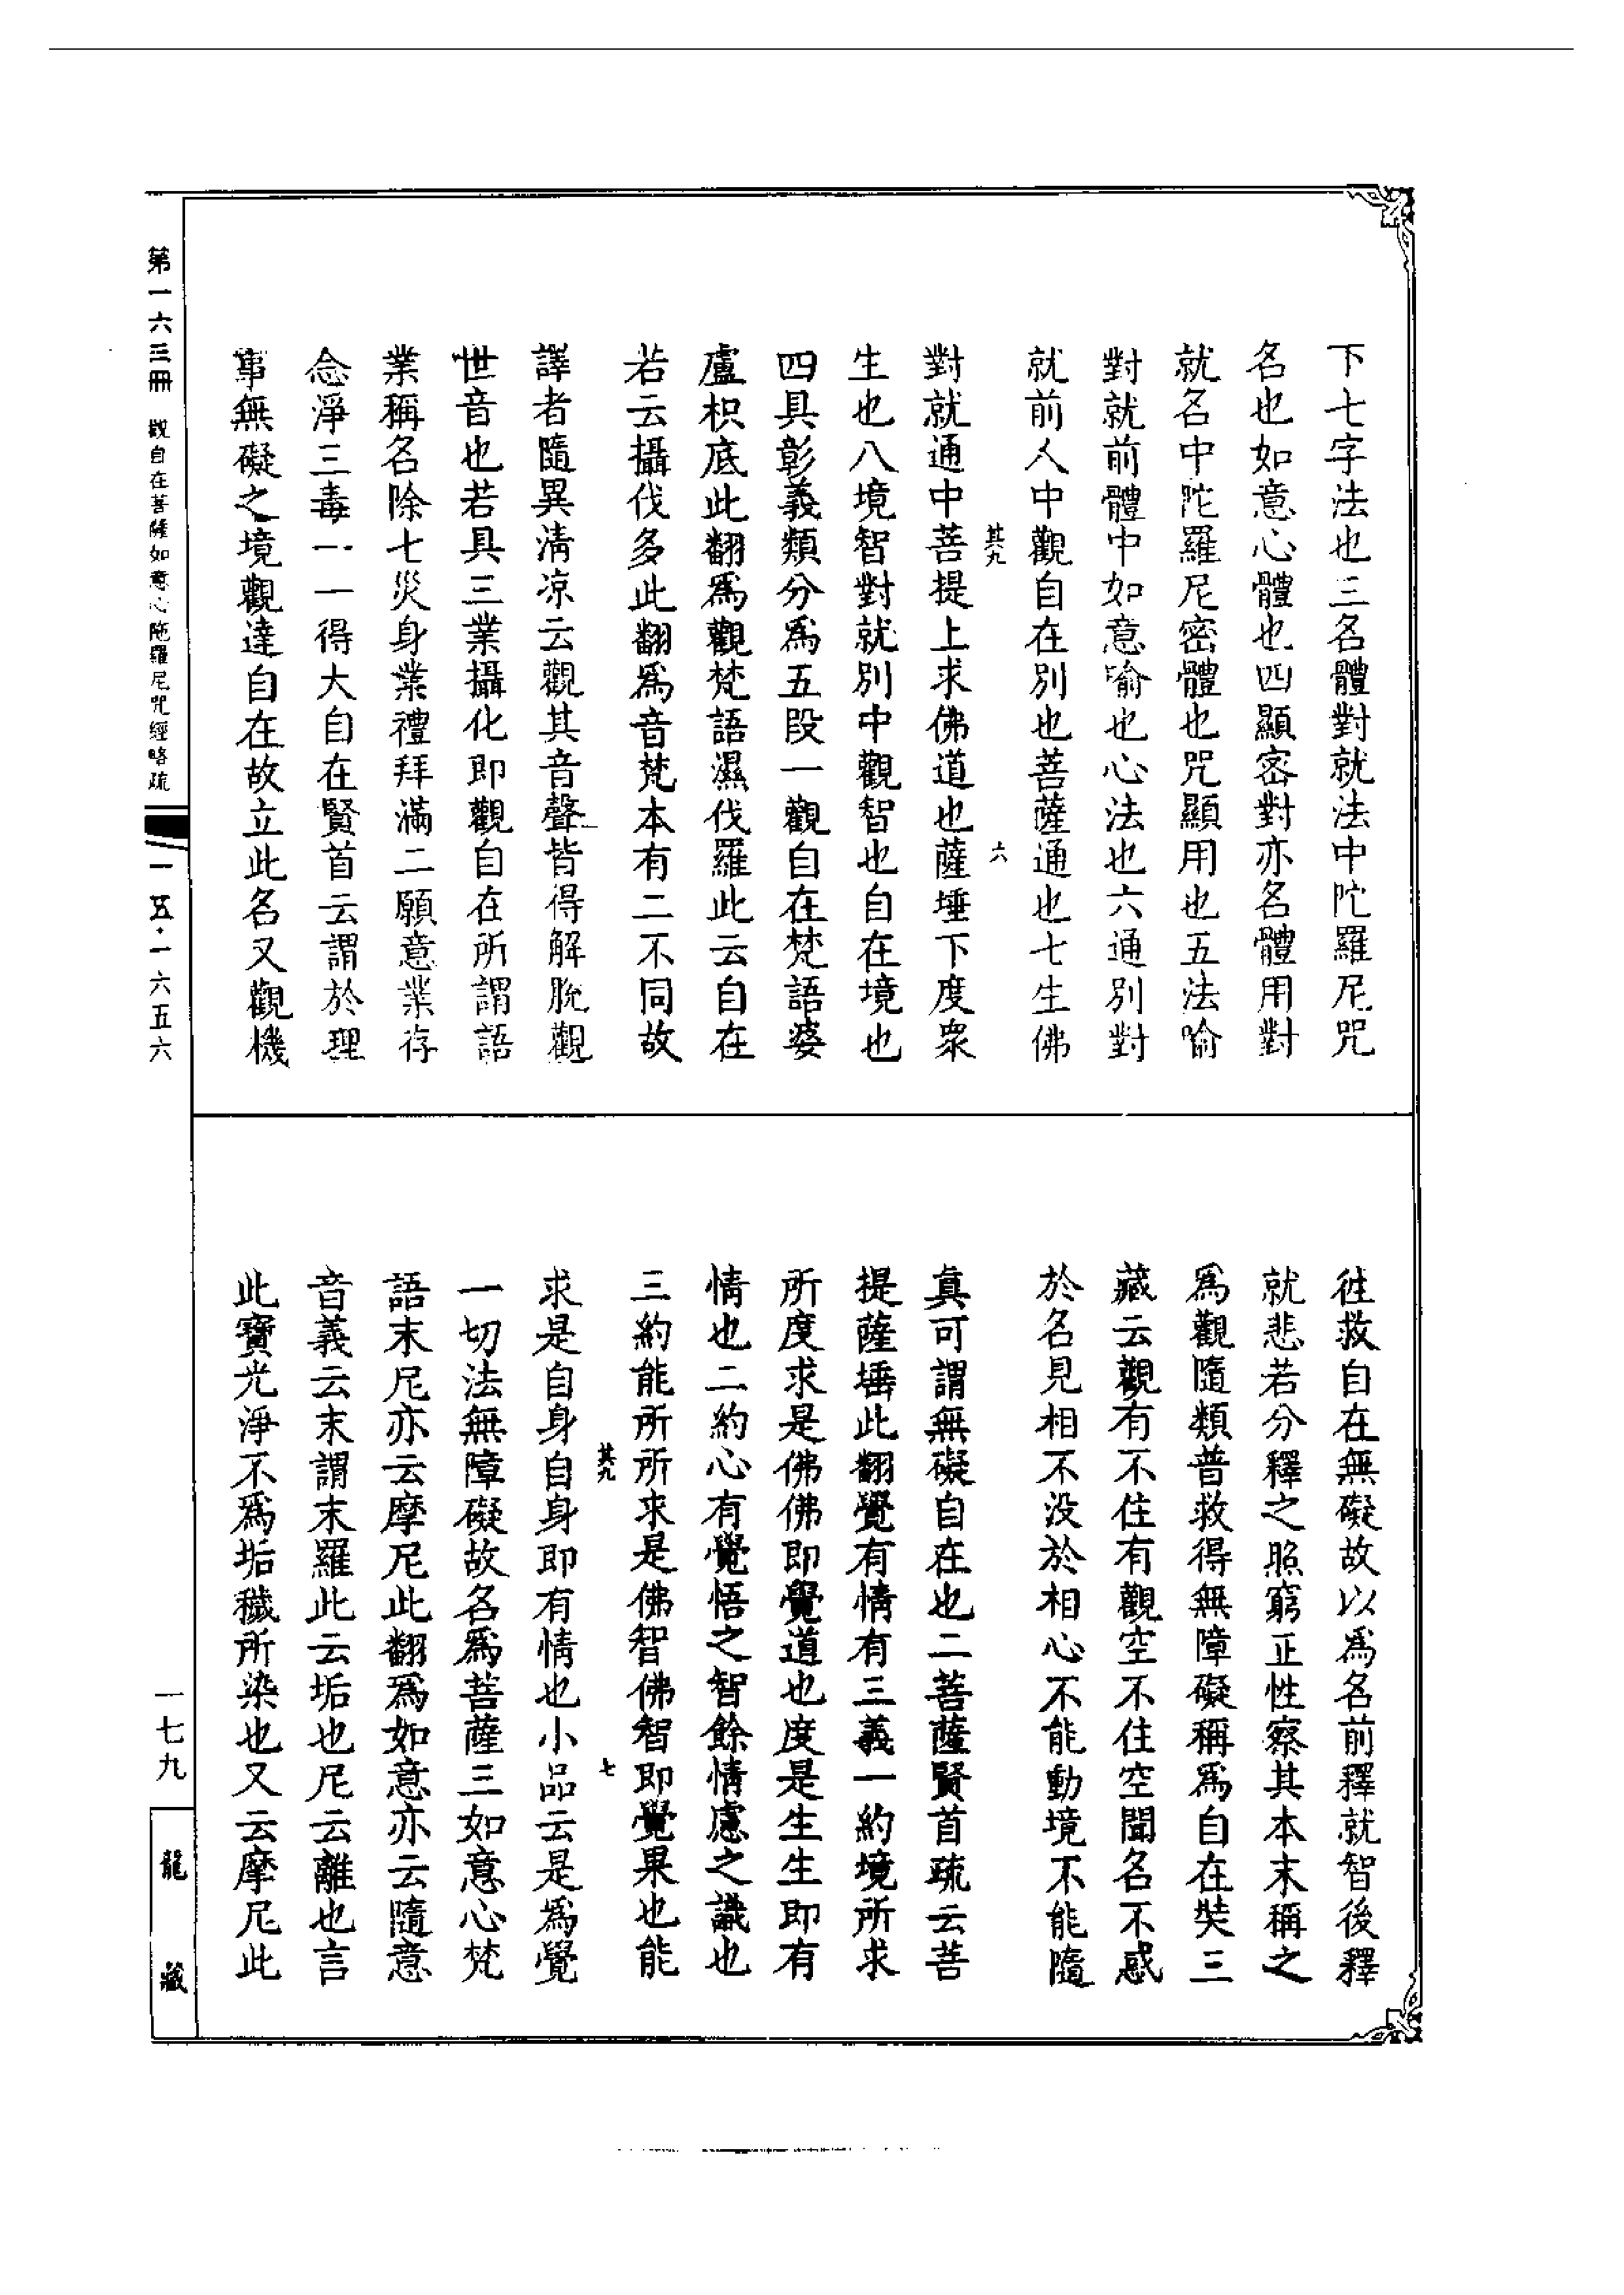 下七字法也三名體對就法中陀羅尼咒
名也如意心體也四顯密對亦名體用對
就名中陀羅尼密體也咒顯用也五法喻
對就前體中如意喻也心法也六通別對
就前人中觀自在別也菩薩通也七生佛
其九 六
對就通中菩提上求佛道也薩埵下度衆
生也八境智對就別中觀智也自在境也
四具彰義類分爲五段一觀自在梵語婆
盧枳底此翻爲觀梵語濕伐羅此云自在
若云攝伐多此翻爲音梵本有二不同故
譯者隨異淸凉云觀其音聲皆得解脫觀
世音也若具三業攝化即觀自在所謂語
業稱名除七災身業禮拜滿二願意業存
念淨三毒一一得大自在賢首云謂於理
事無礙之境觀達自在故立此名又觀機
往救自在無礙故以爲名前釋就智後釋
就悲若分釋之照窮正性察其本末稱之
爲觀隨類普救得無障礙稱爲自在奘三
藏云觀有不住有觀空不住空聞名不惑
於名見相不没於相心不能動境不能隨
真可謂無礙自在也二菩薩賢首疏云菩
提薩埵此翻覺有情有三義一約境所求
所度求是佛佛即覺道也度是生生即有
情也二約心有覺悟之智餘情慮之識也
三約能所所求是佛智佛智即覺果也能
其九 七
求是自身自身即有情也小品云是爲覺
一切法無障礙故名爲菩薩三如意心梵
語末尼亦云摩尼此翻爲如意亦云隨意
音義云末謂末羅此云垢也尼云離也言
此寶光淨不爲垢穢所染也又云摩尼此
第一六三冊 觀自在菩薩如意心陀羅尼咒經略疏
一五·一六五六
一七九
龍藏